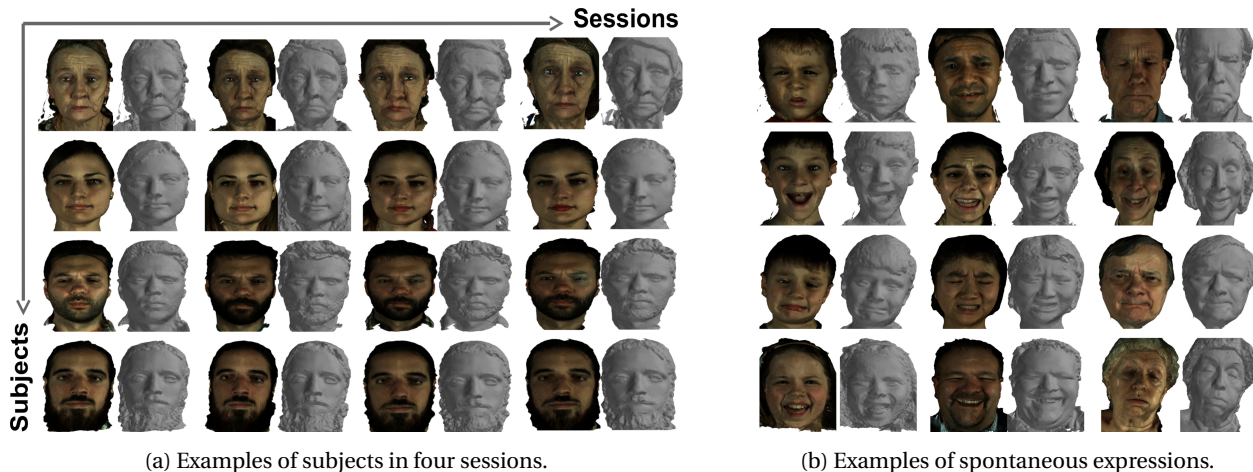 Sessions
Subjects
(a) Examples of subjects in four sessions.
(b) Examples of spontaneous expressions.